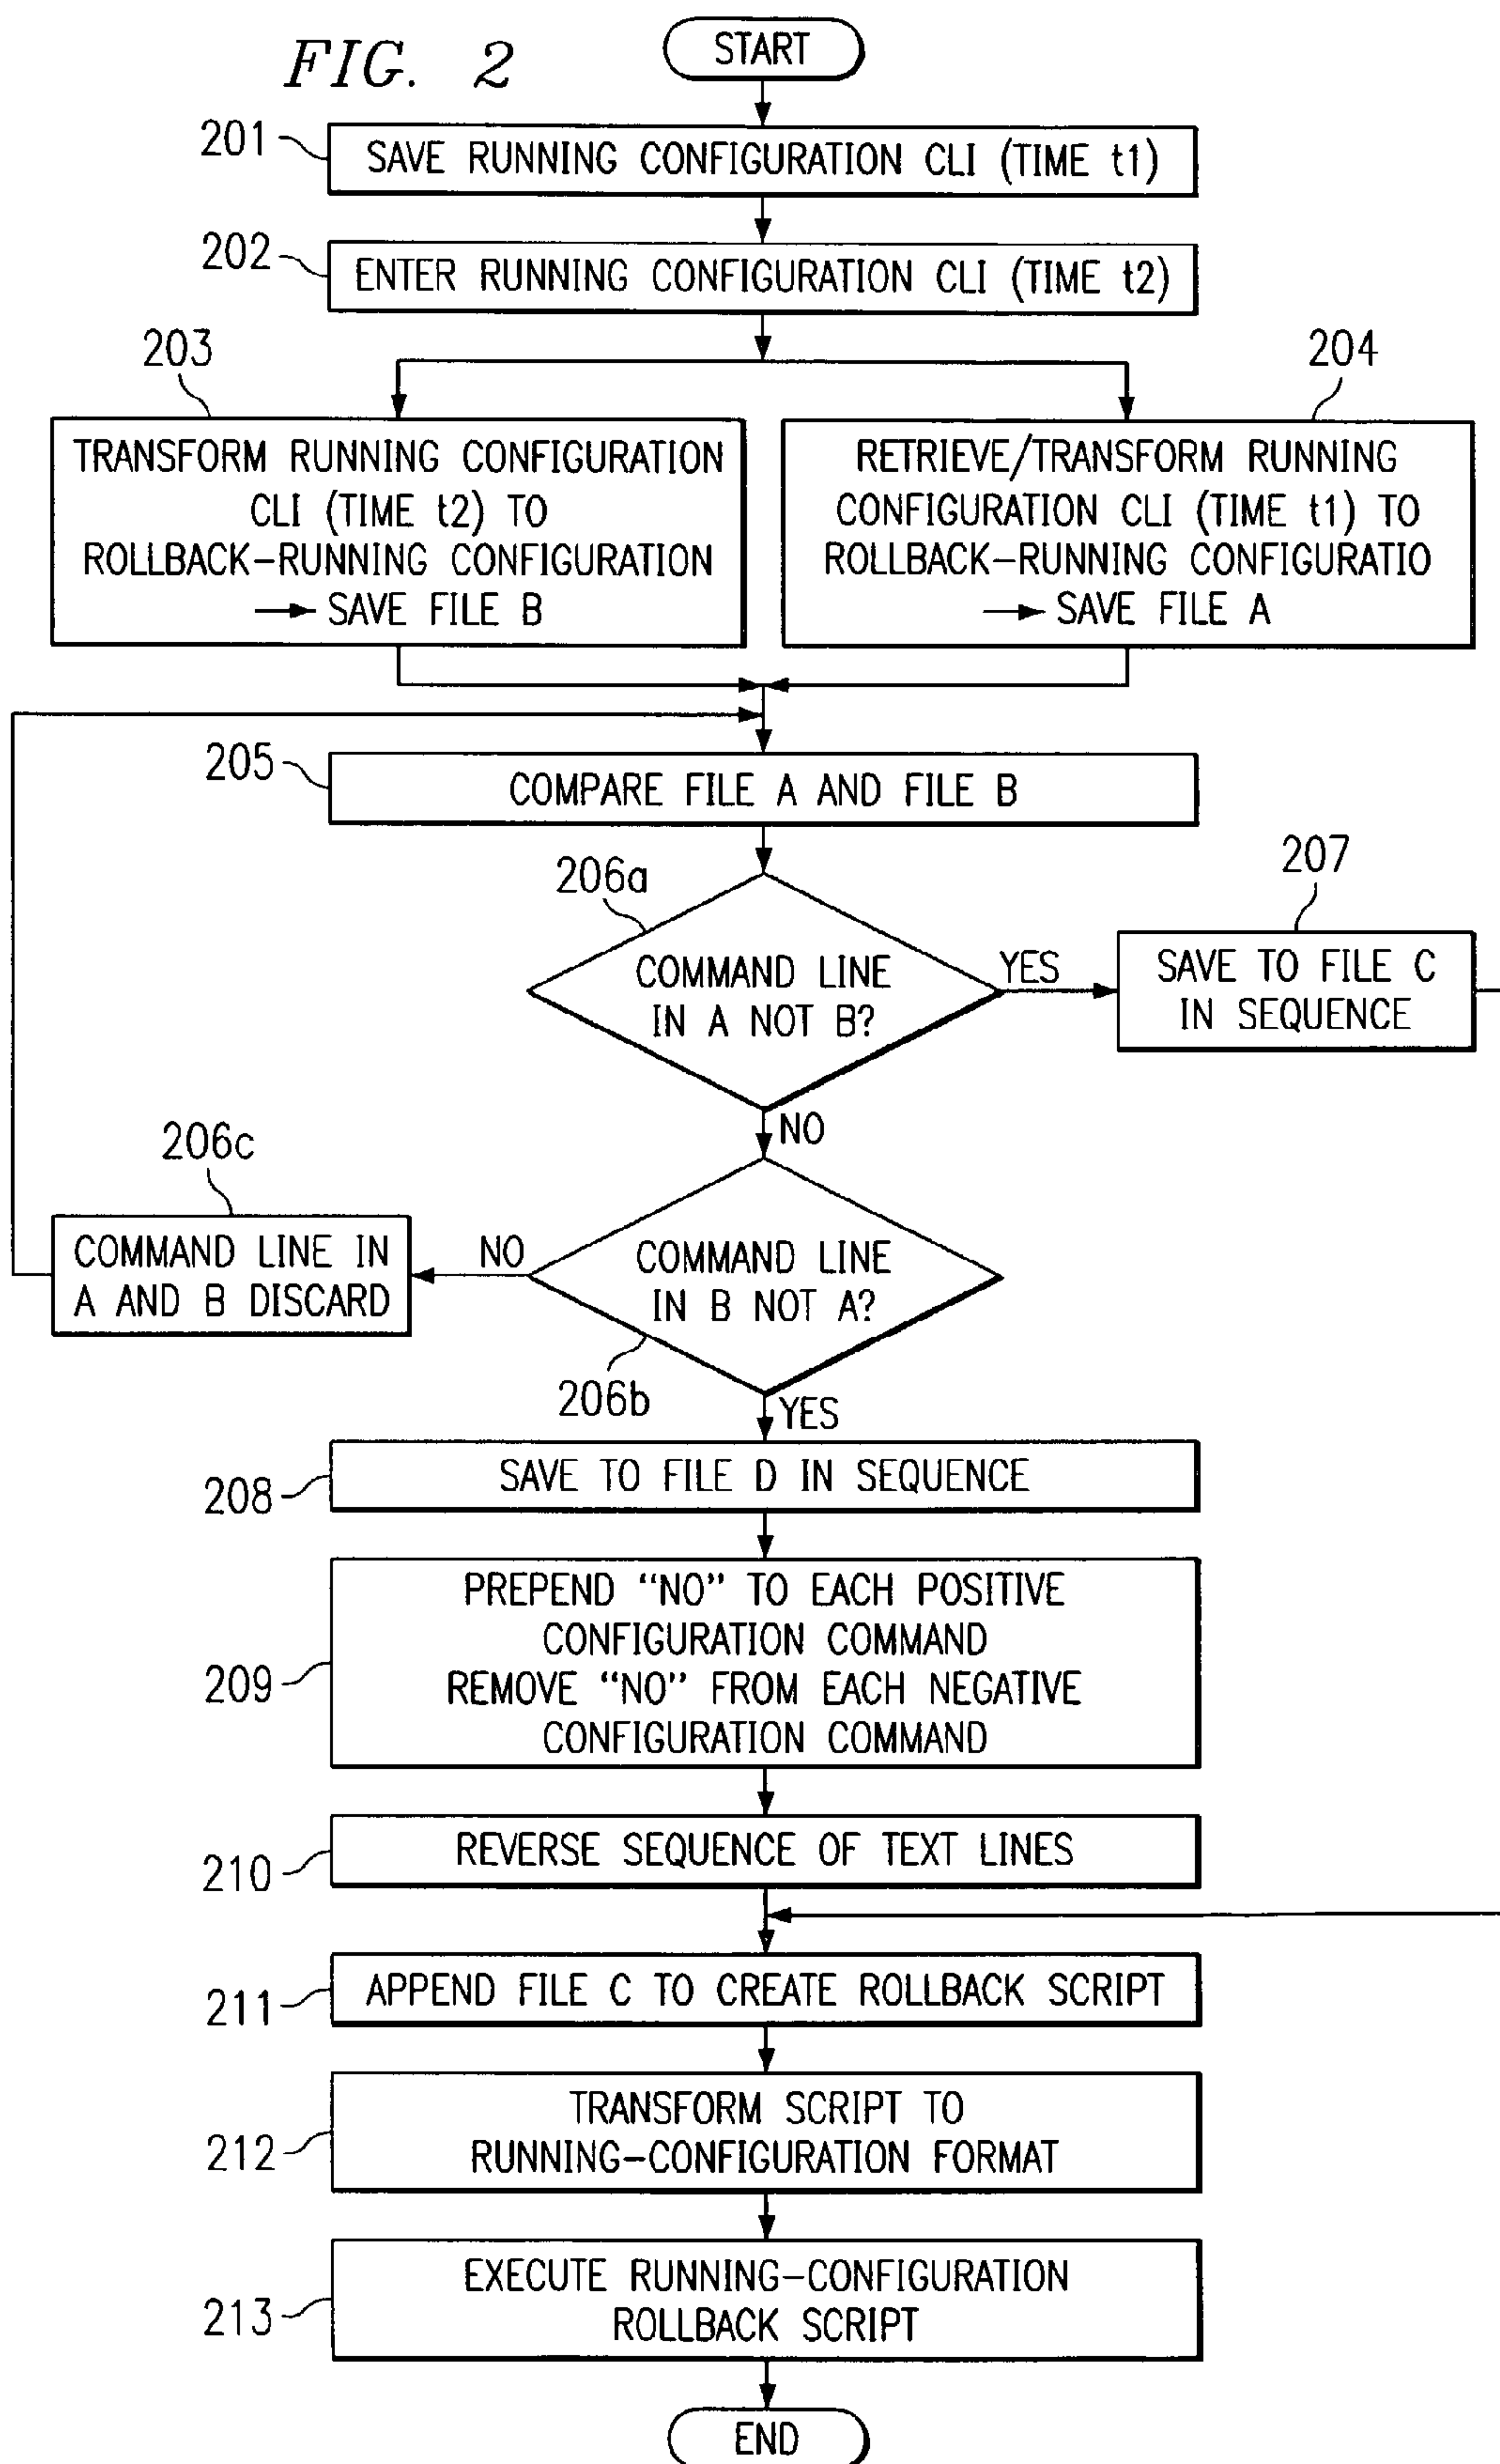 FIG. 2
START
201
SAVE RUNNING CONFIGURATION CLI (TIME t1)
202
ENTER RUNNING CONFIGURATION CLI (TIME t2)
203
TRANSFORM RUNNING CONFIGURATION
CLI (TIME t2) TO
ROLLBACK-RUNNING CONFIGURATION
→ SAVE FILE B
204
RETRIEVE/TRANSFORM RUNNING
CONFIGURATION CLI (TIME t1) TO
ROLLBACK-RUNNING CONFIGURATIO
→ SAVE FILE A
205
COMPARE FILE A AND FILE B
206a
COMMAND LINE
IN A NOT B?
YES
207
SAVE TO FILE C
IN SEQUENCE
NO
206c
COMMAND LINE IN
A AND B DISCARD
NO
COMMAND LINE
IN B NOT A?
206b
YES
208
SAVE TO FILE D IN SEQUENCE
209
PREPEND “NO” TO EACH POSITIVE
CONFIGURATION COMMAND
REMOVE “NO” FROM EACH NEGATIVE
CONFIGURATION COMMAND
210
REVERSE SEQUENCE OF TEXT LINES
211
APPEND FILE C TO CREATE ROLLBACK SCRIPT
212
TRANSFORM SCRIPT TO
RUNNING-CONFIGURATION FORMAT
213
EXECUTE RUNNING-CONFIGURATION
ROLLBACK SCRIPT
END